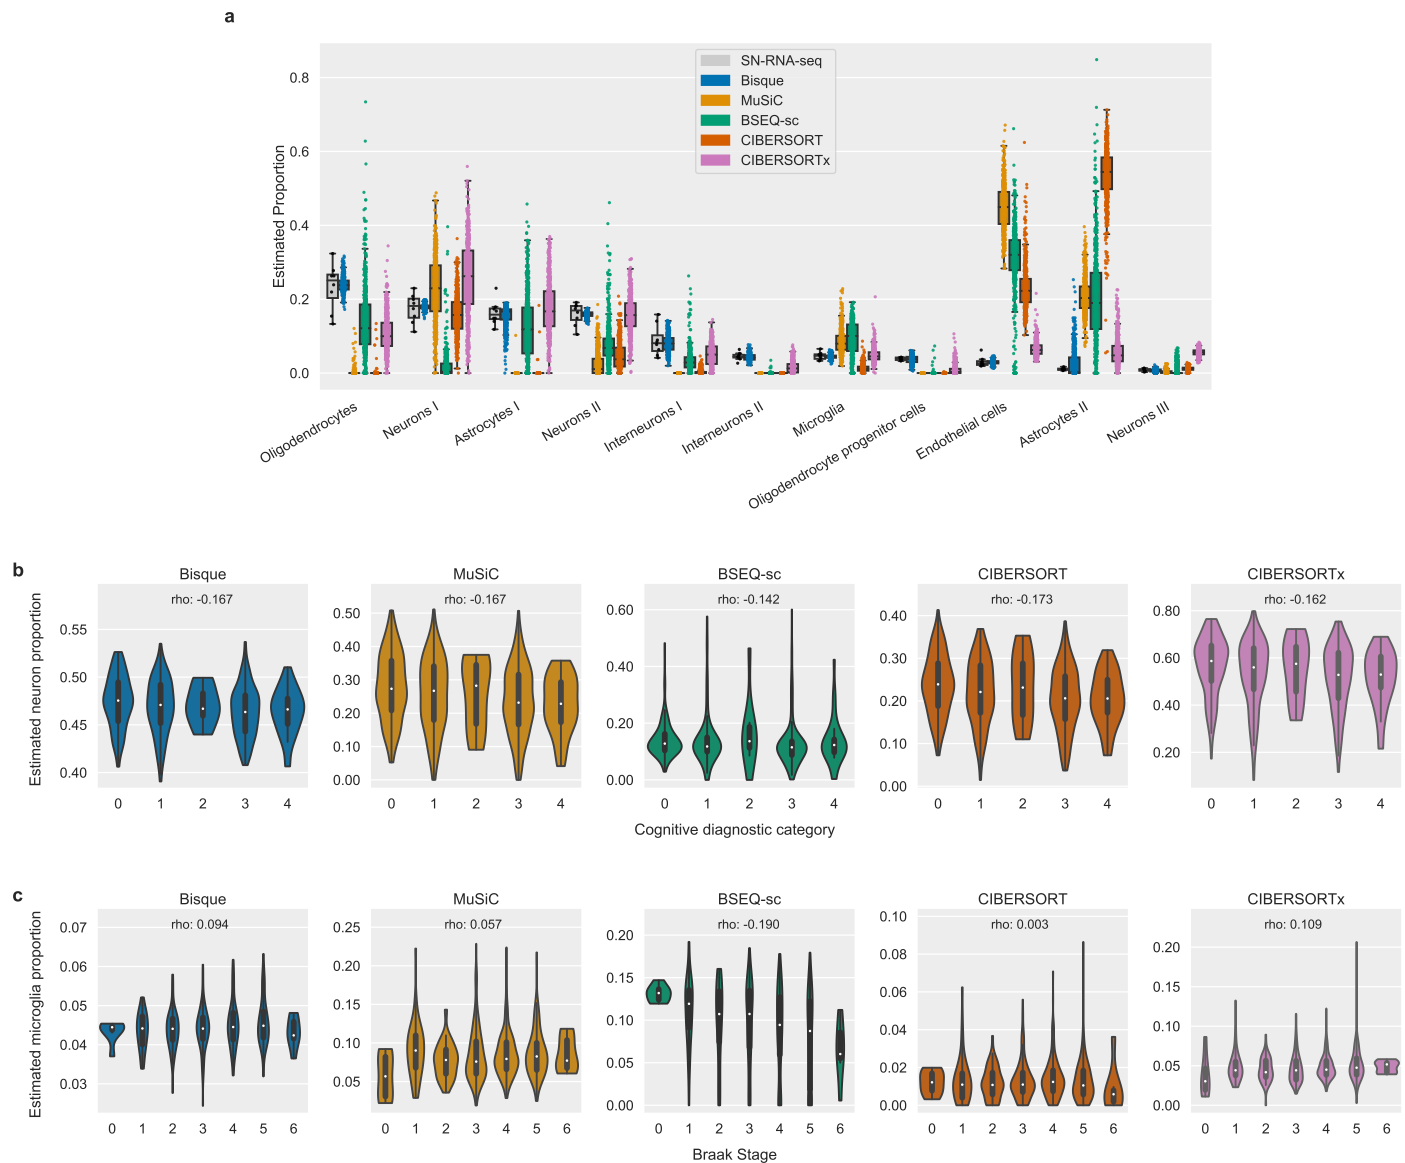 a
Estimated Proportion
0.8
0.6
0.4
0.2
0.0
SN-RNA-seq
Bisque
MuSiC
BSEQ-sc
CIBERSORT
CIBERSORTx
Oligodendrocytes
Neurons I
Astrocytes I
Neurons II
Interneurons I
Interneurons II
Microglia
Oligodendrocyte progenitor cells
Endothelial cells
Astrocytes II
Neurons III
b
Estimated neuron proportion
Bisque
rho: -0.167
0.55
0.50
0.45
0.40
0 1 2 3 4
MuSiC
rho: -0.167
0.50
0.40
0.30
0.20
0.10
0.00
0 1 2 3 4
BSEQ-sc
rho: -0.142
0.60
0.40
0.20
0.00
0 1 2 3 4
CIBERSORT
rho: -0.173
0.40
0.30
0.20
0.10
0.00
0 1 2 3 4
CIBERSORTx
rho: -0.162
0.80
0.60
0.40
0.20
0 1 2 3 4
Cognitive diagnostic category
c
Estimated microglia proportion
Bisque
rho: 0.094
0.07
0.06
0.05
0.04
0.03
0 1 2 3 4 5 6
MuSiC
rho: 0.057
0.25
0.20
0.15
0.10
0.05
0 1 2 3 4 5 6
BSEQ-sc
rho: -0.190
0.20
0.15
0.10
0.05
0.00
0 1 2 3 4 5 6
CIBERSORT
rho: 0.003
0.10
0.08
0.06
0.04
0.02
0.00
0 1 2 3 4 5 6
CIBERSORTx
rho: 0.109
0.20
0.15
0.10
0.05
0.00
0 1 2 3 4 5 6
Braak Stage